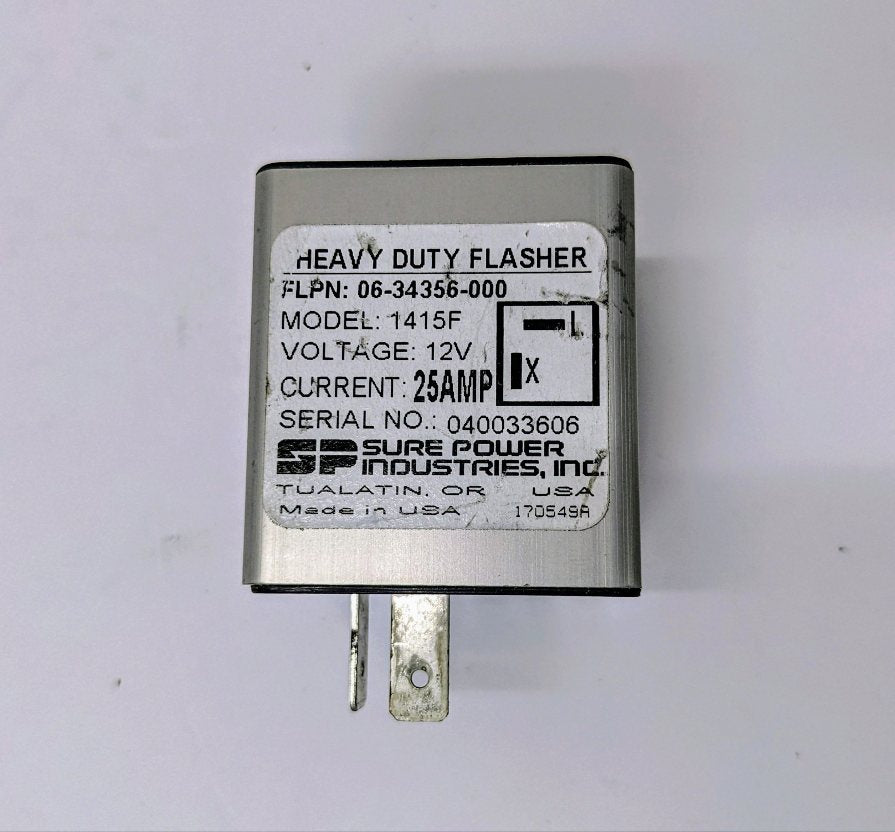 HEAVY DUTY FLASHER
FLPN: 06-34356-000
MODEL: 1415F
L
VOLTAGE: 12V
X
CURRENT: 25AMP
SERIAL NO.: 040033606
SP SURE POWER
INDUSTRIES, INC.
TUALATIN, OR USA
Made in USA 170549A